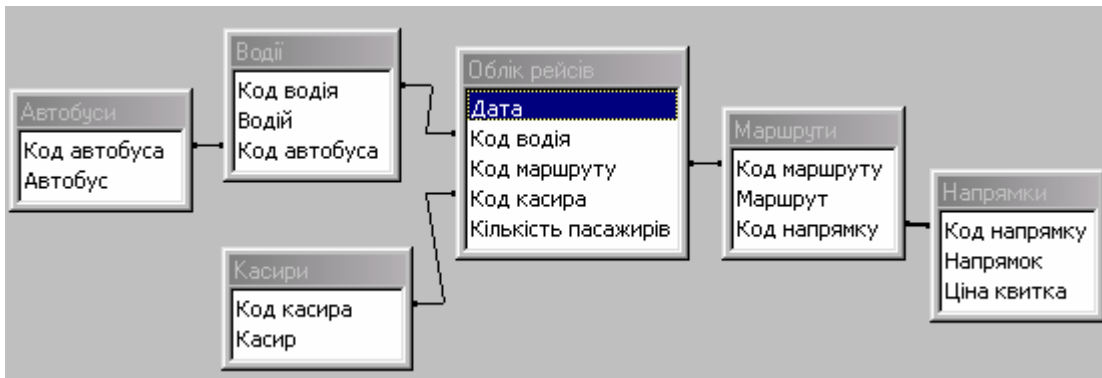 Автобуси
Код автобуса
Автобус
Водії
Код водія
Водій
Код автобуса
Касири
Код касира
Касир
Облік рейсів
Дата
Код водія
Код маршруту
Код касира
Кількість пасажирів
Маршрути
Код маршруту
Маршрут
Код напрямку
Напрямки
Код напрямку
Напрямок
Ціна квитка